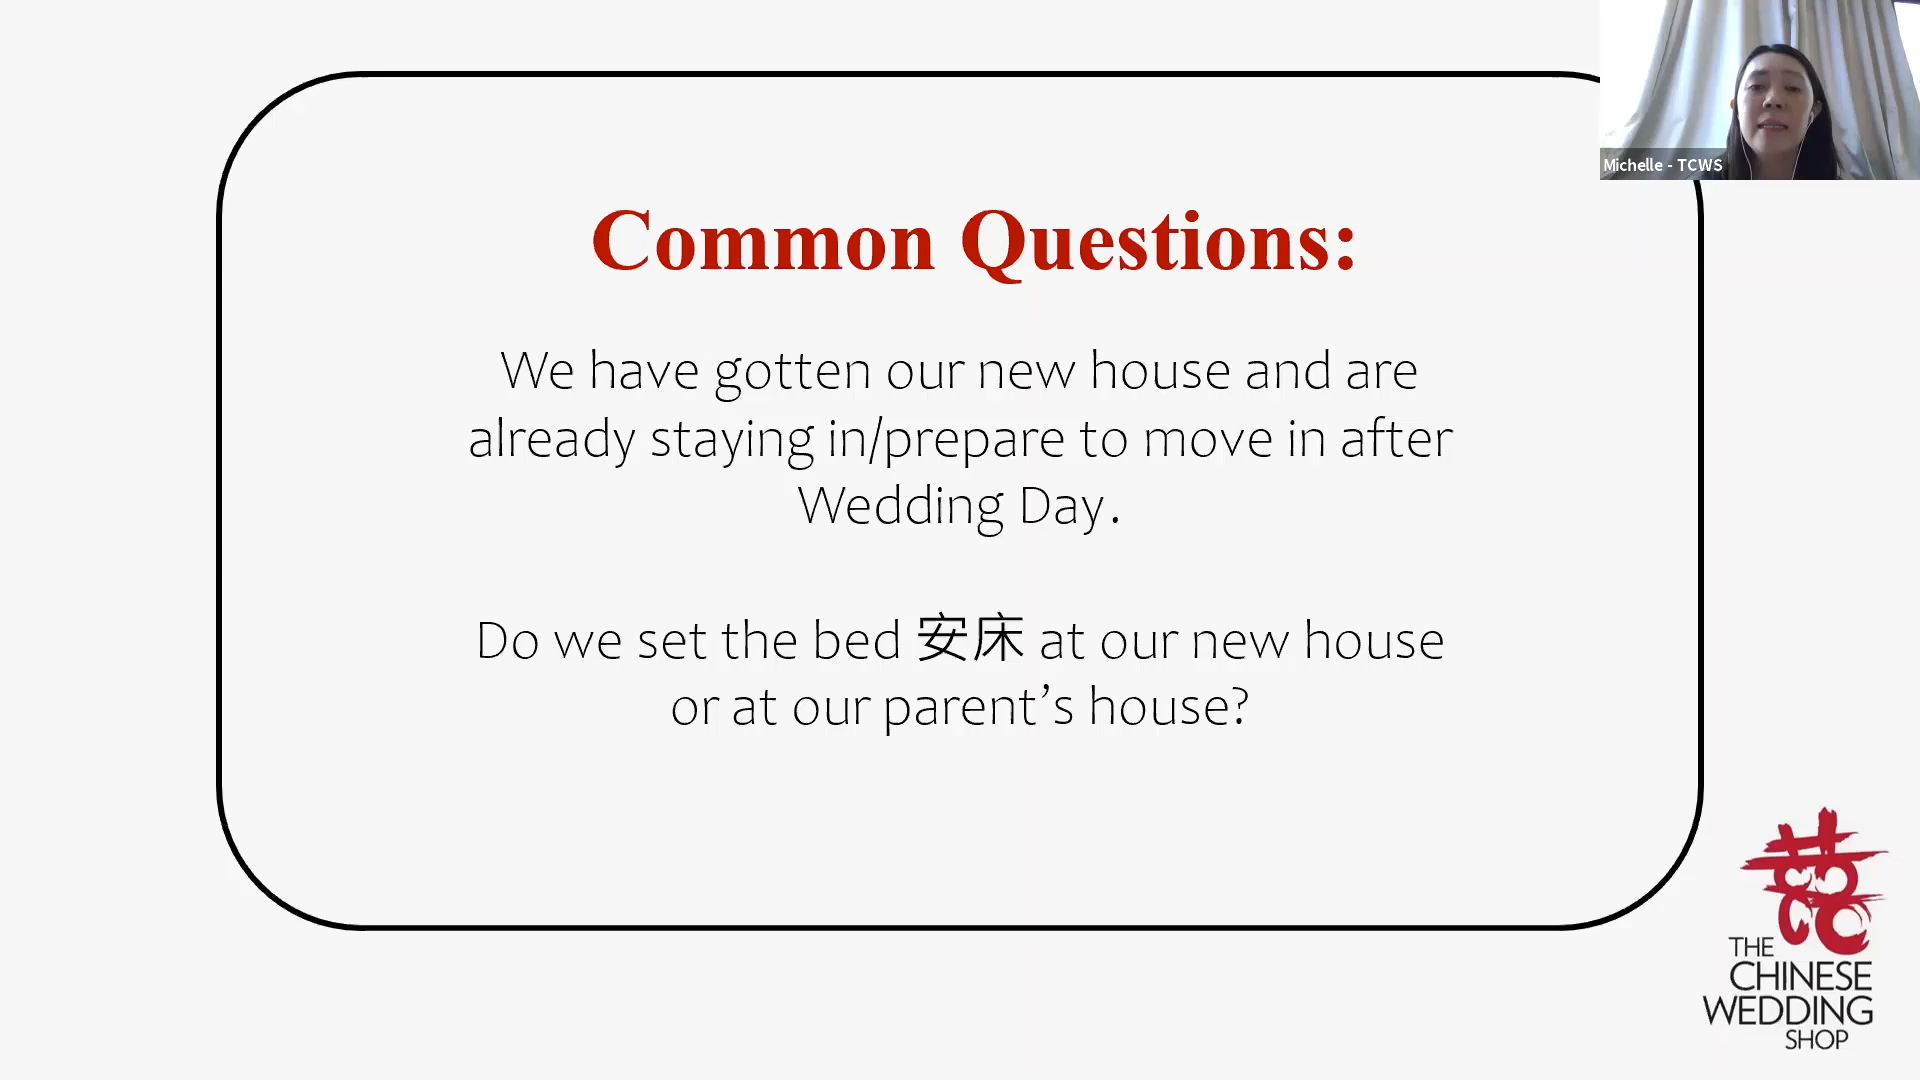 Michelle - TCWS
Common Questions:
We have gotten our new house and are
already staying in/prepare to move in after
Wedding Day.
Do we set the bed 安床 at our new house
or at our parent’s house?
囍
THE
CHINESE
WEDDING
SHOP